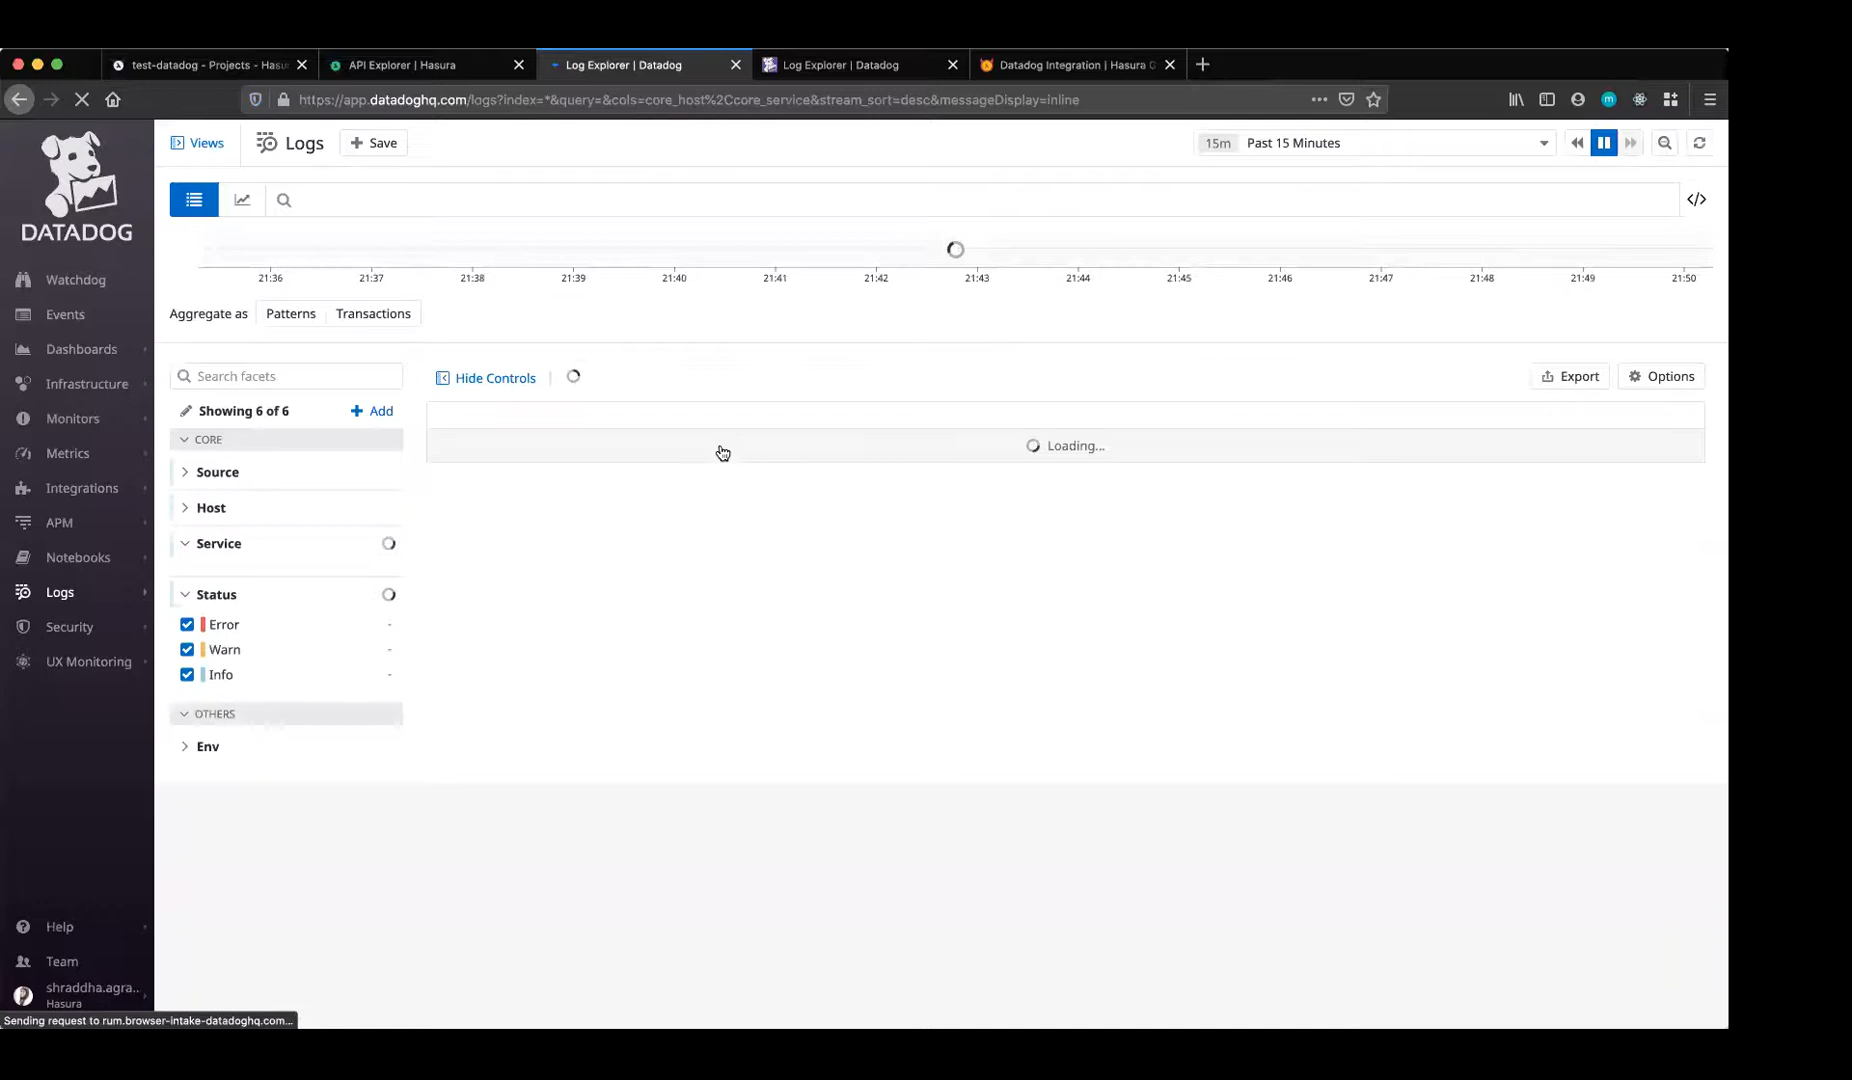 test-datadog - Projects - Hasu
API Explorer | Hasura
Log Explorer | Datadog
Log Explorer | Datadog
Datadog Integration | Hasura
https://app.datadoghq.com/logs?index=*&query=&cols=core_host%2Ccore_service&stream_sort=desc&messageDisplay=inline
DATADOG
Watchdog
Events
Dashboards
Infrastructure
Monitors
Metrics
Integrations
APM
Notebooks
Logs
Security
UX Monitoring
Help
Team
shraddha.agra..
Hasura
Sending request to rum.browser-intake-datadoghq.com...
Views
Logs
+ Save
15m Past 15 Minutes
</>
21:36 21:37 21:38 21:39 21:40 21:41 21:42 21:43 21:44 21:45 21:46 21:47 21:48 21:49 21:50
Aggregate as Patterns Transactions
Search facets
Showing 6 of 6 + Add
CORE
Source
Host
Service
Status
Error -
Warn -
Info -
OTHERS
Env
Hide Controls
Export
Options
Loading...